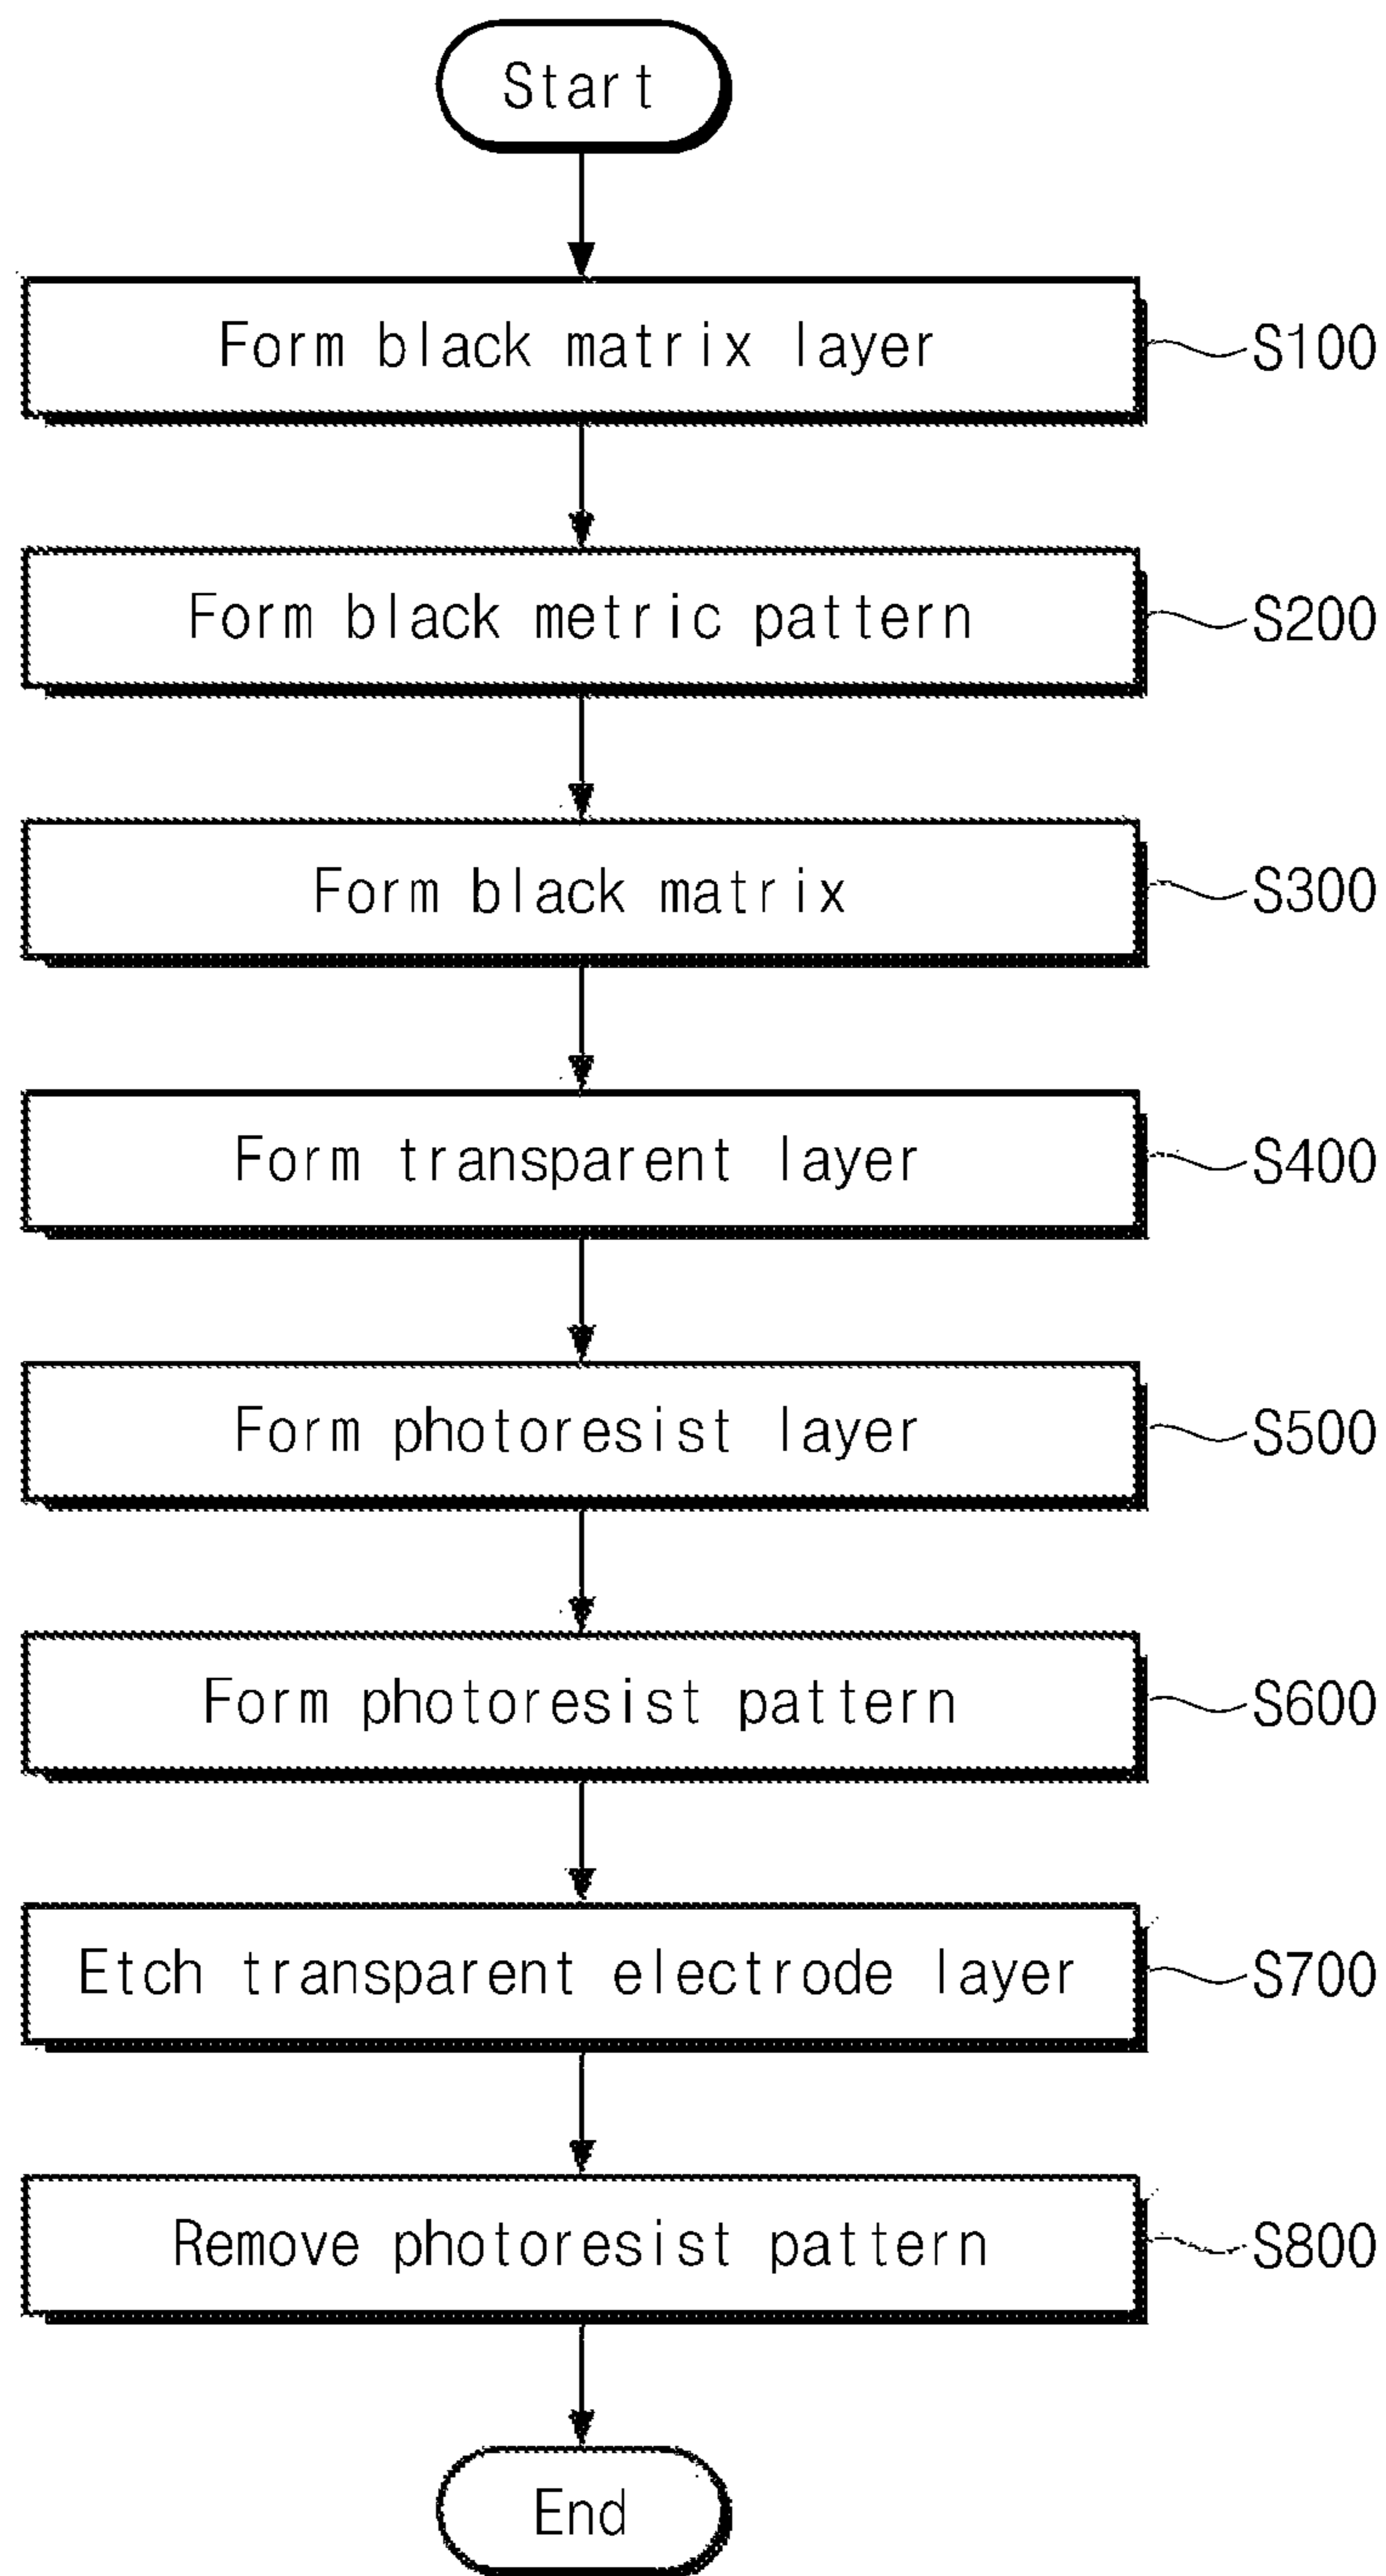 Start
Form black matrix layer
S100
Form black metric pattern
S200
Form black matrix
S300
Form transparent layer
S400
Form photoresist layer
S500
Form photoresist pattern
S600
Etch transparent electrode layer
S700
Remove photoresist pattern
S800
End